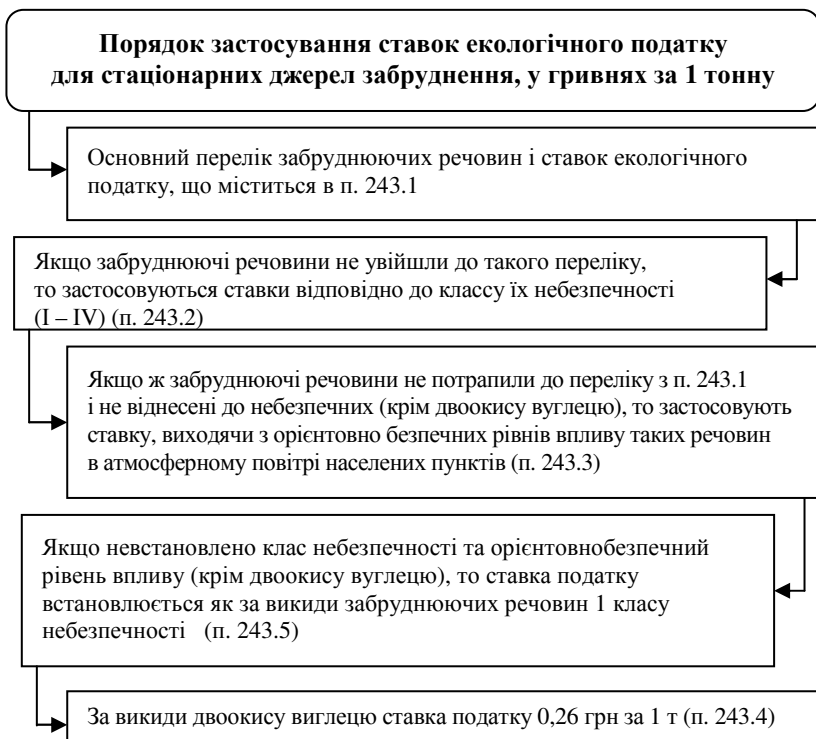 Порядок застосування ставок екологічного податку
для стаціонарних джерел забруднення, у гривнях за 1 тонну
Основний перелік забруднюючих речовин і ставок екологічного
податку, що міститься в п. 243.1
Якщо забруднюючі речовини не увійшли до такого переліку,
то застосовуються ставки відповідно до классу їх небезпечності
(I – IV) (п. 243.2)
Якщо ж забруднюючі речовини не потрапили до переліку з п. 243.1
і не віднесені до небезпечних (крім двоокису вуглецю), то застосовують
ставку, виходячи з орієнтовно безпечних рівнів впливу таких речовин
в атмосферному повітрі населених пунктів (п. 243.3)
Якщо невстановлено клас небезпечності та орієнтовнобезпечний
рівень впливу (крім двоокису вуглецю), то ставка податку
встановлюється як за викиди забруднюючих речовин 1 класу
небезпечності (п. 243.5)
За викиди двоокису виглецю ставка податку 0,26 грн за 1 т (п. 243.4)